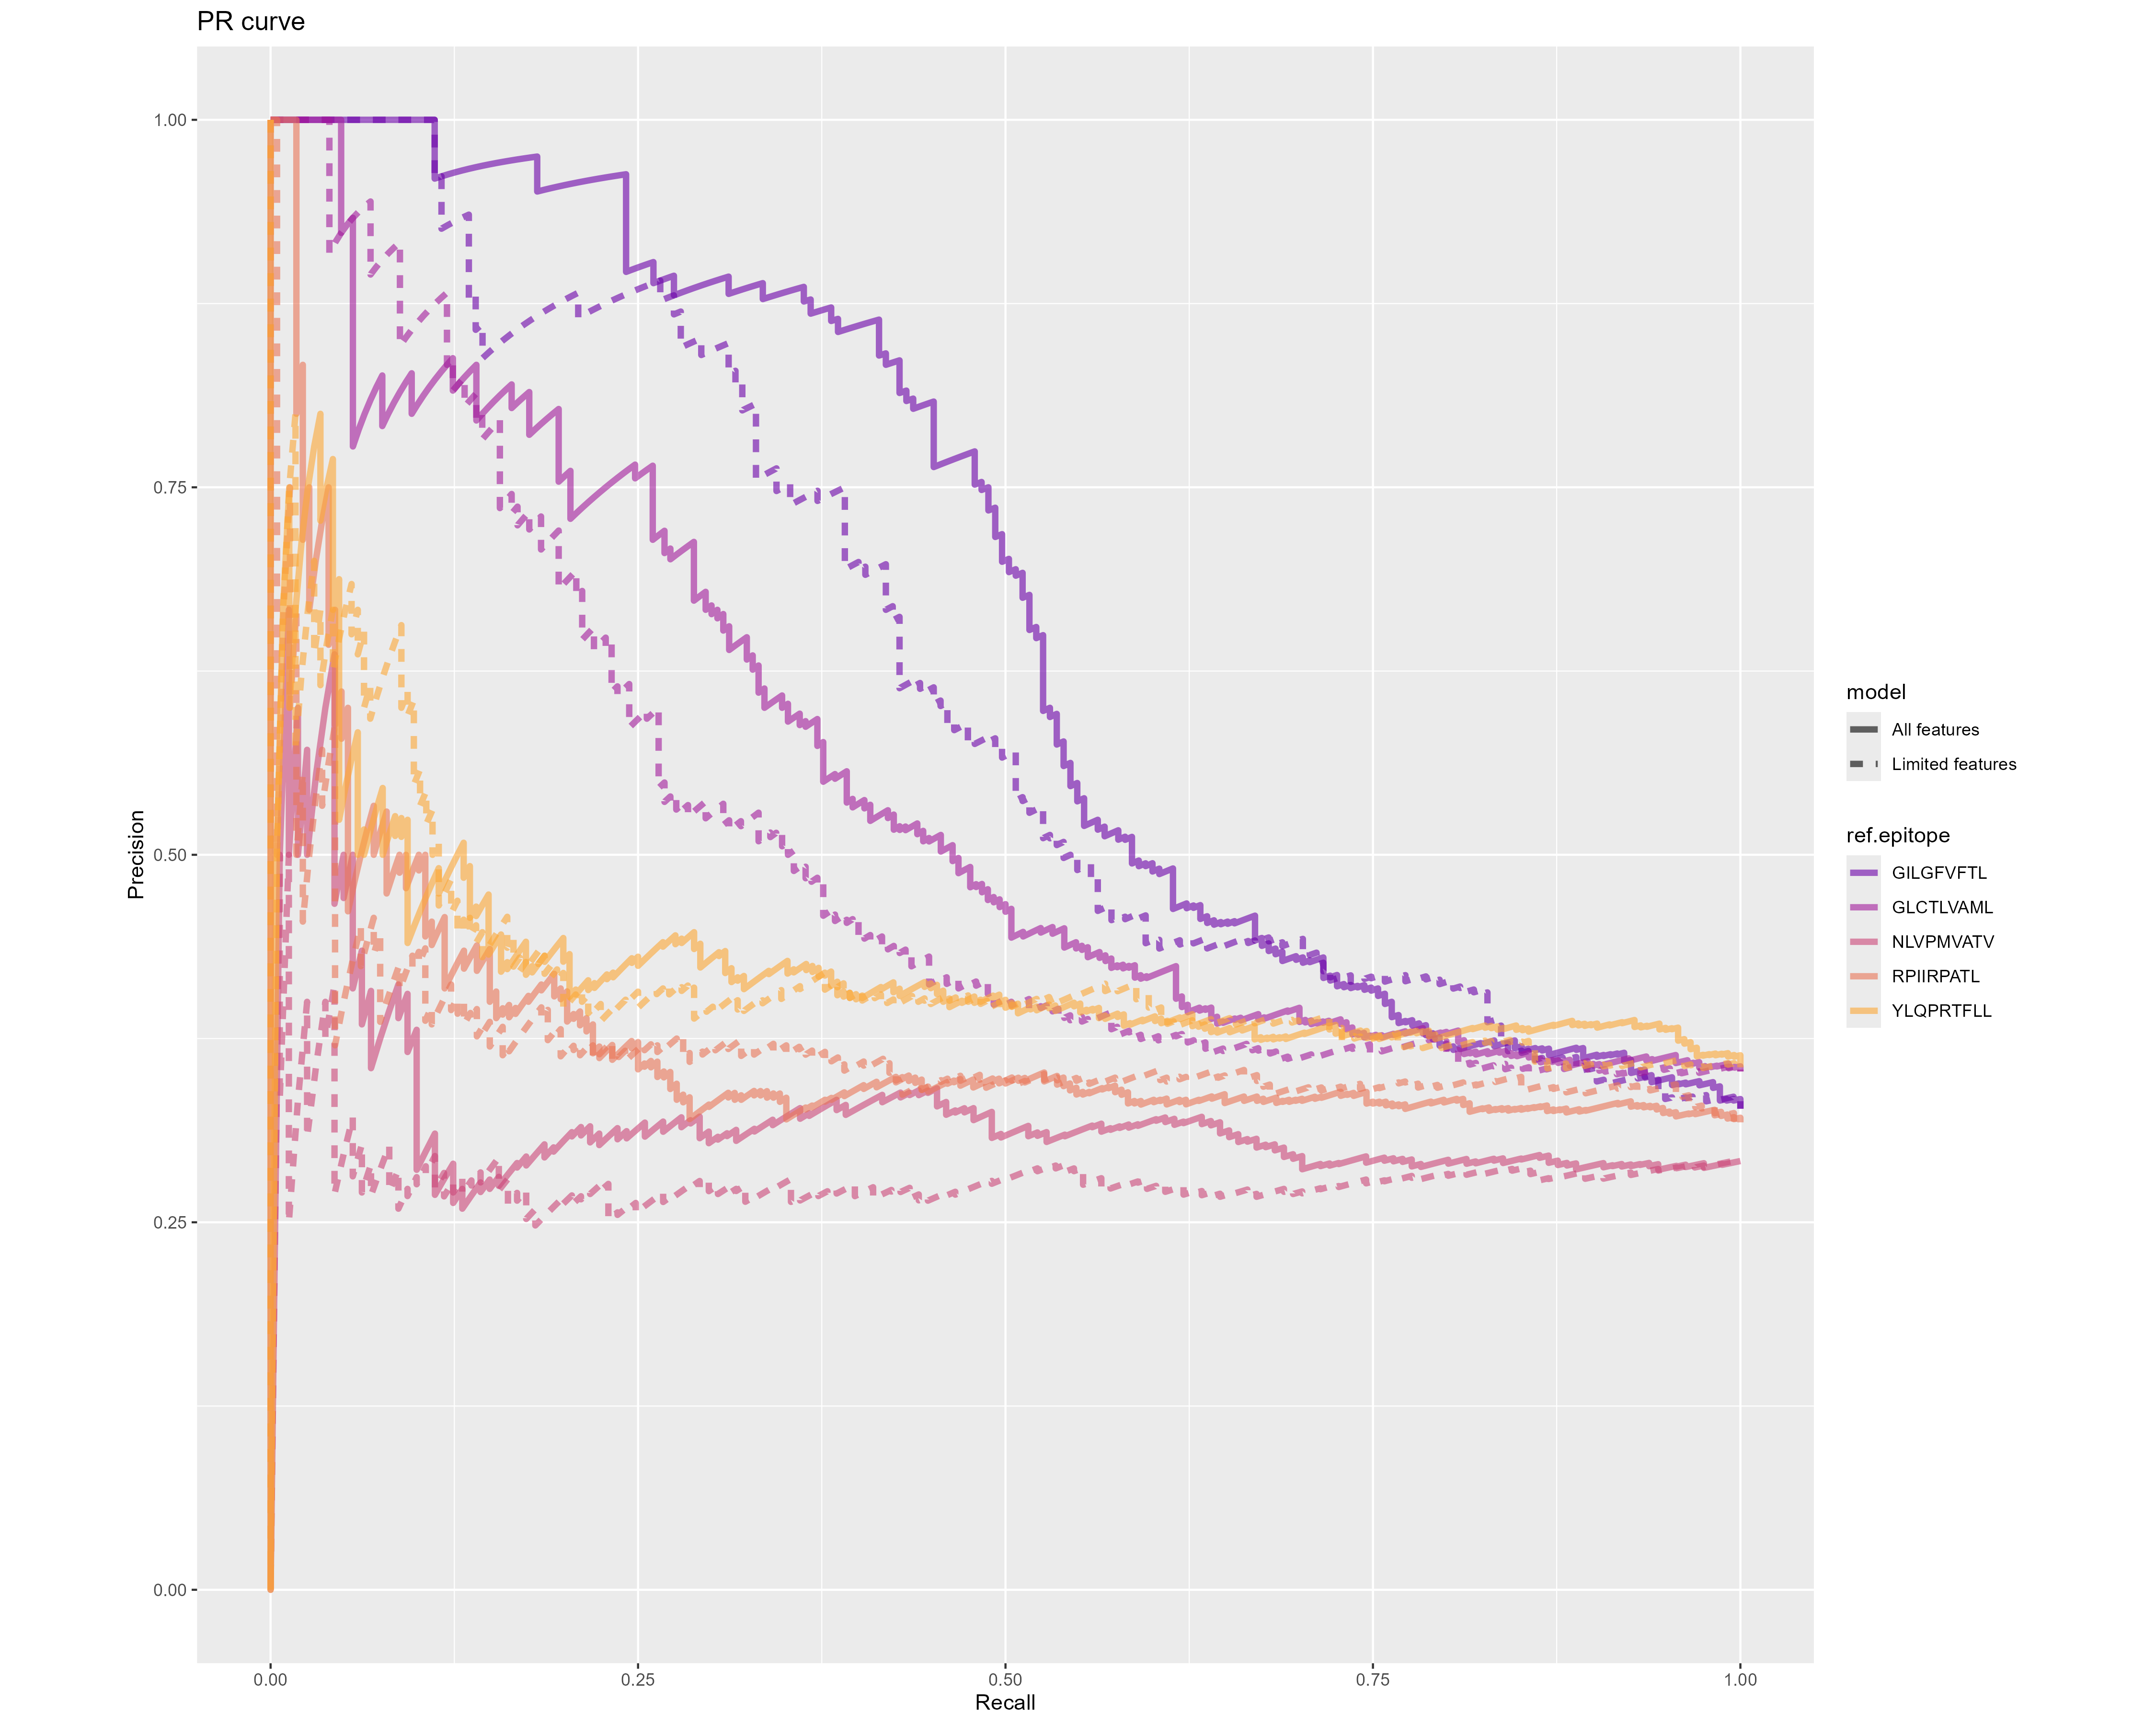 PR curve
Precision
1.00
0.75
0.50
0.25
0.00
0.00 0.25 0.50 0.75 1.00
Recall
model
All features
Limited features
ref.epitope
GILGFVFTL
GLCTLVAML
NLVPMVATV
RPIIRPATL
YLQPRTFLL